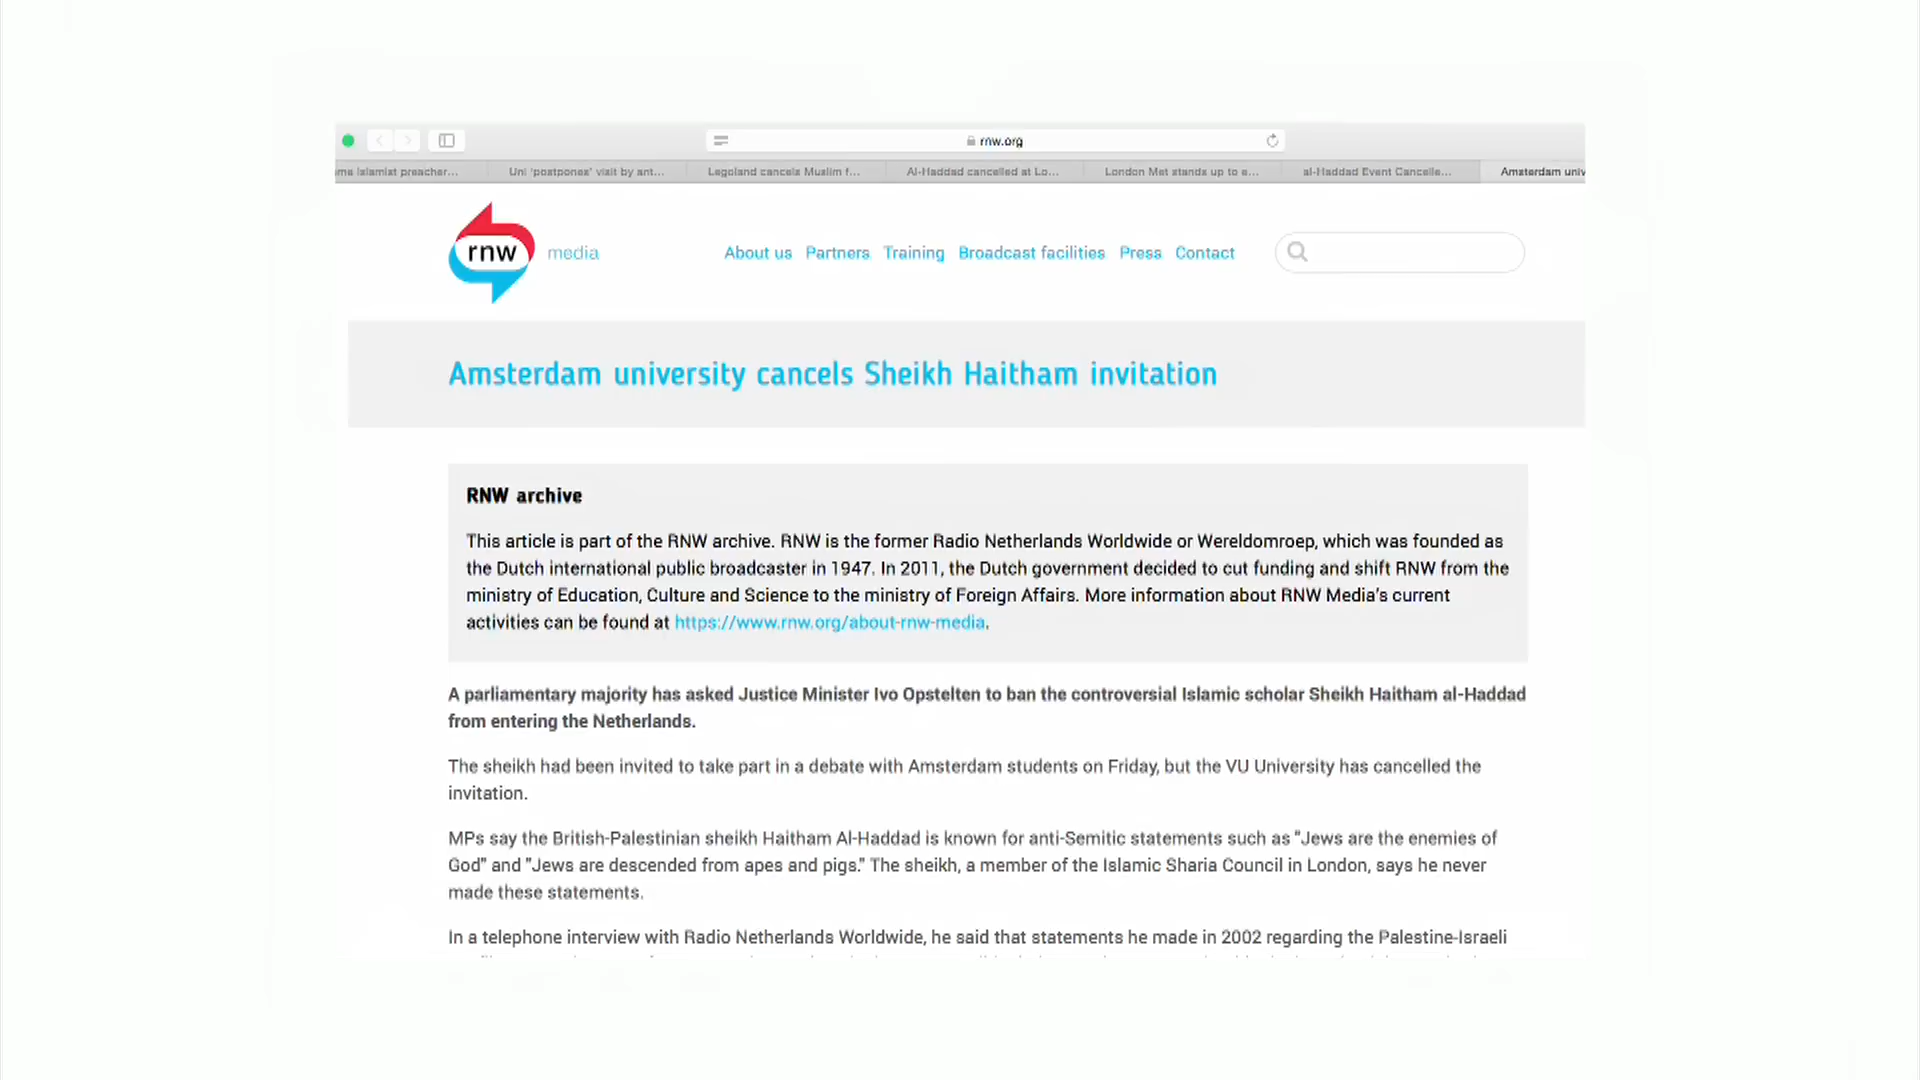 rnw.org
me Islamist preacher...
Uni 'postpones' visit by ant...
Legoland cancels Muslim f...
Al-Haddad cancelled at Lo...
London Met stands up to e...
al-Haddad Event Cancelle...
Amsterdam univ
rnw media
About us Partners Training Broadcast facilities Press Contact
Amsterdam university cancels Sheikh Haitham invitation
RNW archive
This article is part of the RNW archive. RNW is the former Radio Netherlands Worldwide or Wereldomroep, which was founded as
the Dutch international public broadcaster in 1947. In 2011, the Dutch government decided to cut funding and shift RNW from the
ministry of Education, Culture and Science to the ministry of Foreign Affairs. More information about RNW Media's current
activities can be found at https://www.rnw.org/about-rnw-media.
A parliamentary majority has asked Justice Minister Ivo Opstelten to ban the controversial Islamic scholar Sheikh Haitham al-Haddad
from entering the Netherlands.
The sheikh had been invited to take part in a debate with Amsterdam students on Friday, but the VU University has cancelled the
invitation.
MPs say the British-Palestinian sheikh Haitham Al-Haddad is known for anti-Semitic statements such as "Jews are the enemies of
God" and "Jews are descended from apes and pigs." The sheikh, a member of the Islamic Sharia Council in London, says he never
made these statements.
In a telephone interview with Radio Netherlands Worldwide, he said that statements he made in 2002 regarding the Palestine-Israeli